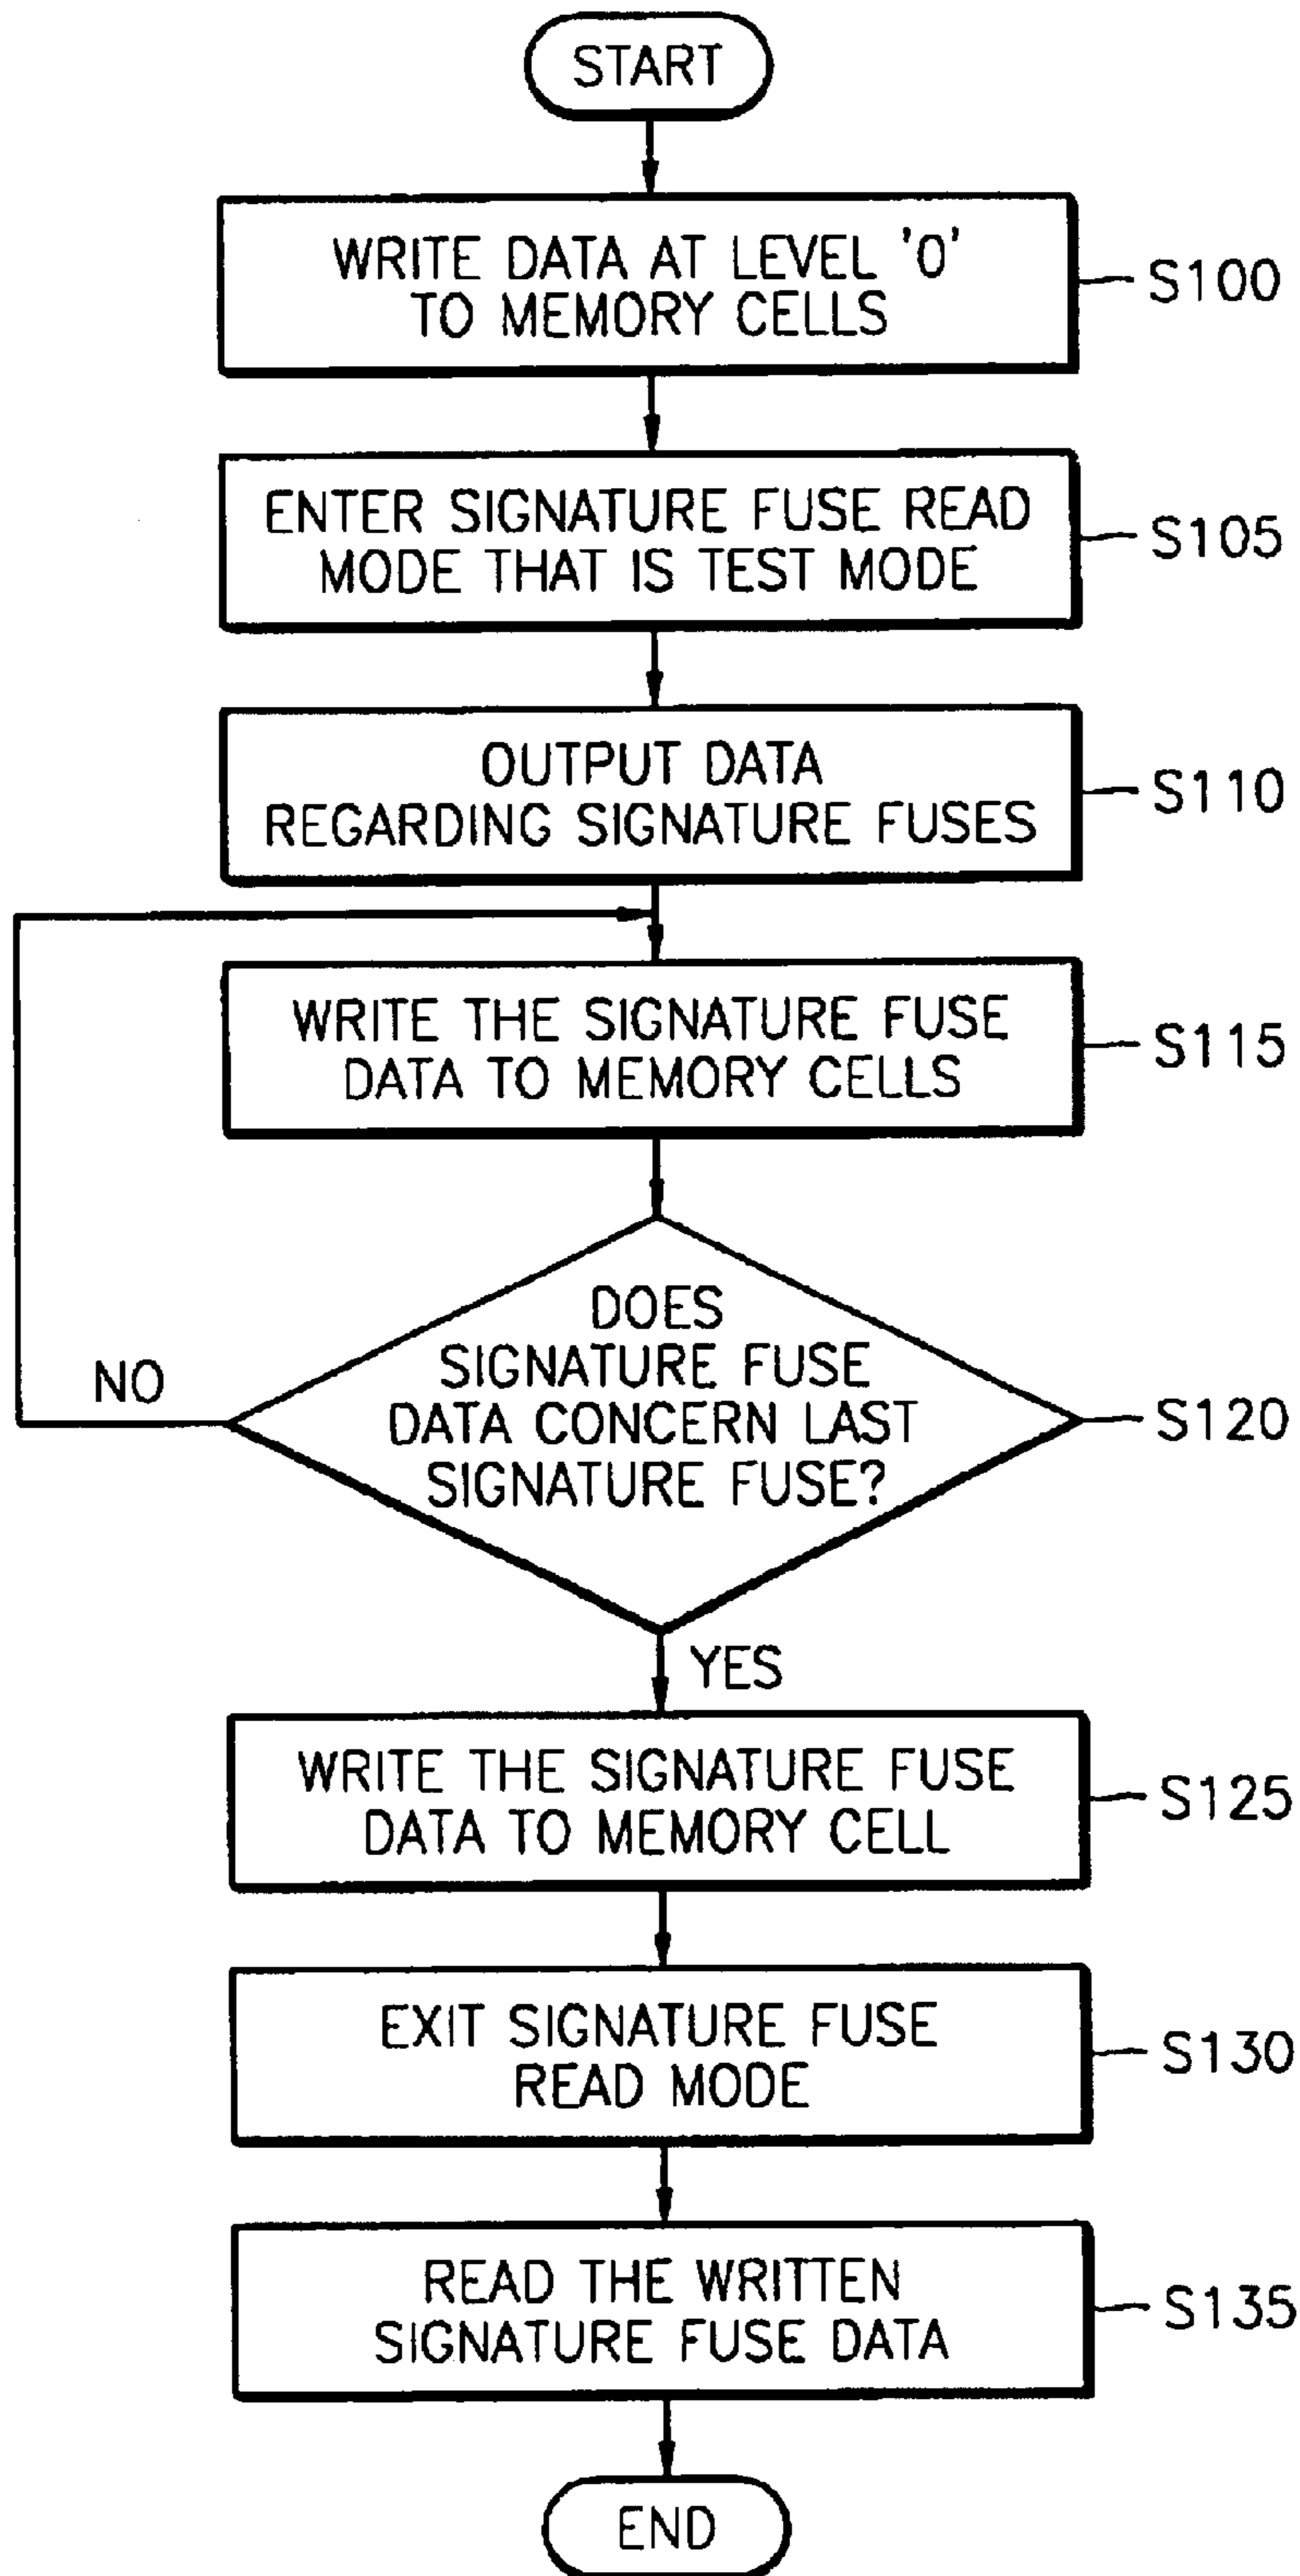 START
WRITE DATA AT LEVEL '0'
TO MEMORY CELLS
S100
ENTER SIGNATURE FUSE READ
MODE THAT IS TEST MODE
S105
OUTPUT DATA
REGARDING SIGNATURE FUSES
S110
WRITE THE SIGNATURE FUSE
DATA TO MEMORY CELLS
S115
DOES
SIGNATURE FUSE
DATA CONCERN LAST
SIGNATURE FUSE?
NO
S120
YES
WRITE THE SIGNATURE FUSE
DATA TO MEMORY CELL
S125
EXIT SIGNATURE FUSE
READ MODE
S130
READ THE WRITTEN
SIGNATURE FUSE DATA
S135
END